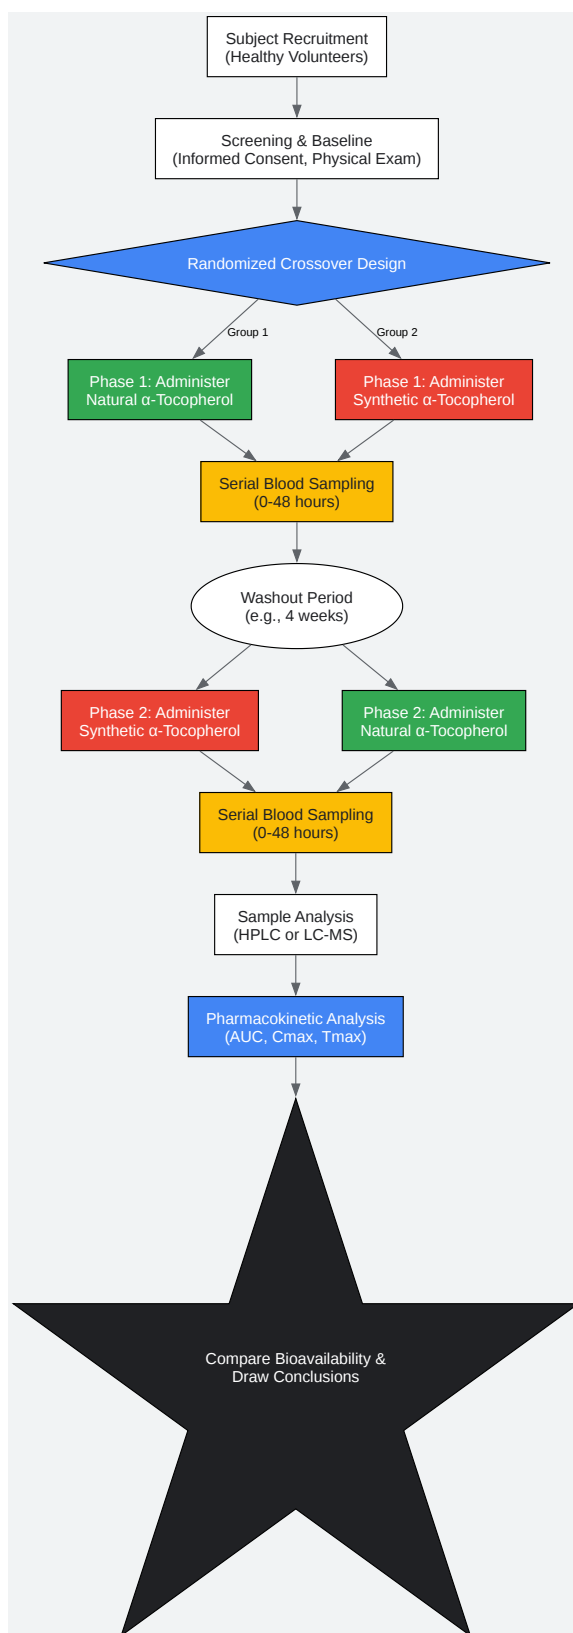 Subject Recruitment
(Healthy Volunteers)
Screening & Baseline
(Informed Consent, Physical Exam)
Randomized Crossover Design
Group 1
Group 2
Phase 1: Administer
Natural α-Tocopherol
Phase 1: Administer
Synthetic α-Tocopherol
Serial Blood Sampling
(0-48 hours)
Washout Period
(e.g., 4 weeks)
Phase 2: Administer
Synthetic α-Tocopherol
Phase 2: Administer
Natural α-Tocopherol
Serial Blood Sampling
(0-48 hours)
Sample Analysis
(HPLC or LC-MS)
Pharmacokinetic Analysis
(AUC, Cmax, Tmax)
Compare Bioavailability &
Draw Conclusions